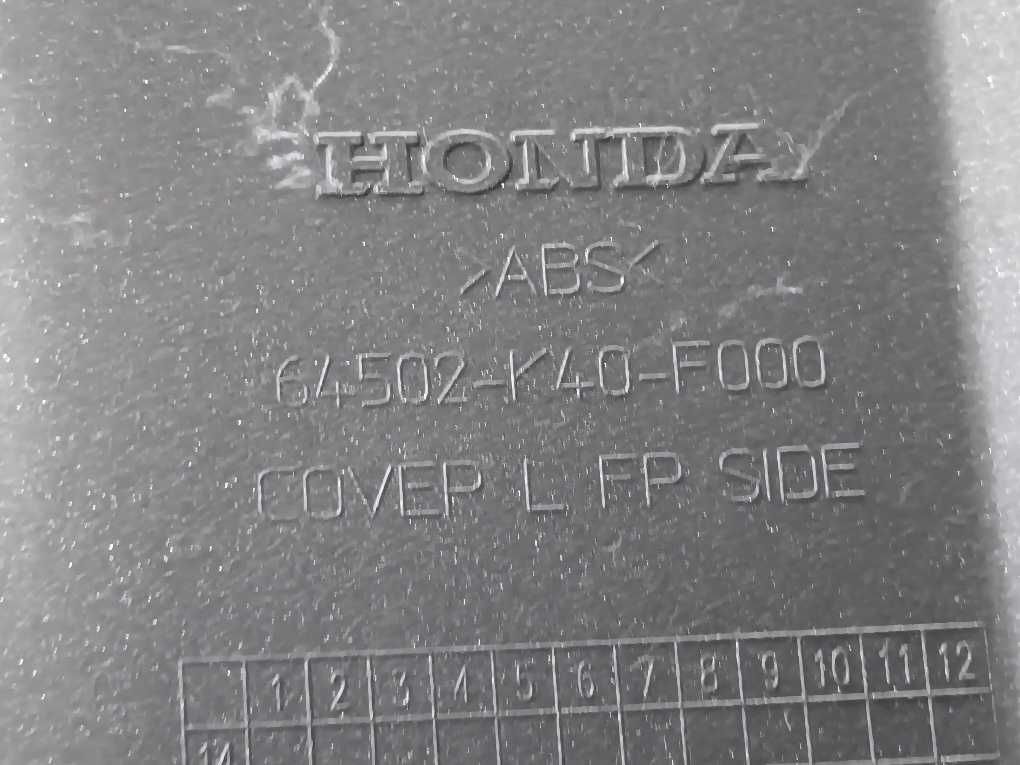 HONDA
>ABS<
64502-K40-F000
COVER L FR SIDE
1 2 3 4 5 6 7 8 9 10 11 12
14